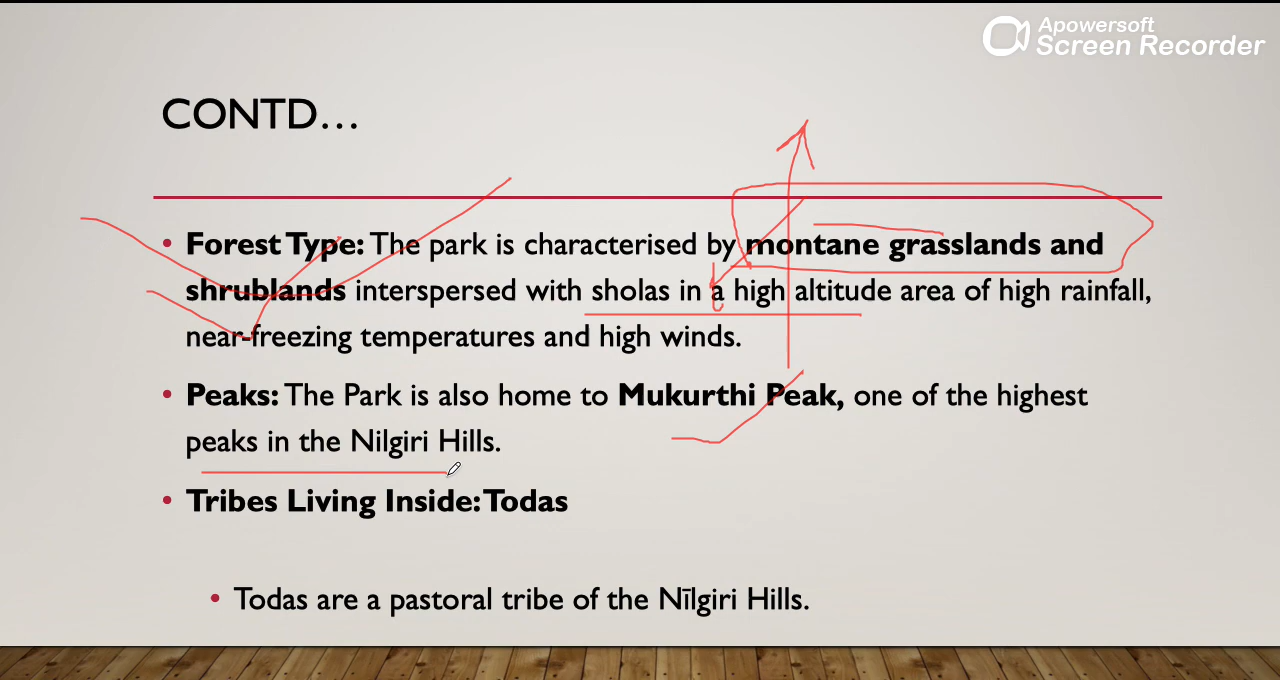 Apowersoft
Screen Recorder
CONTD...
• Forest Type: The park is characterised by montane grasslands and
shrublands interspersed with sholas in a high altitude area of high rainfall,
near-freezing temperatures and high winds.
• Peaks: The Park is also home to Mukurthi Peak, one of the highest
peaks in the Nilgiri Hills.
• Tribes Living Inside: Todas
• Todas are a pastoral tribe of the Nīlgiri Hills.